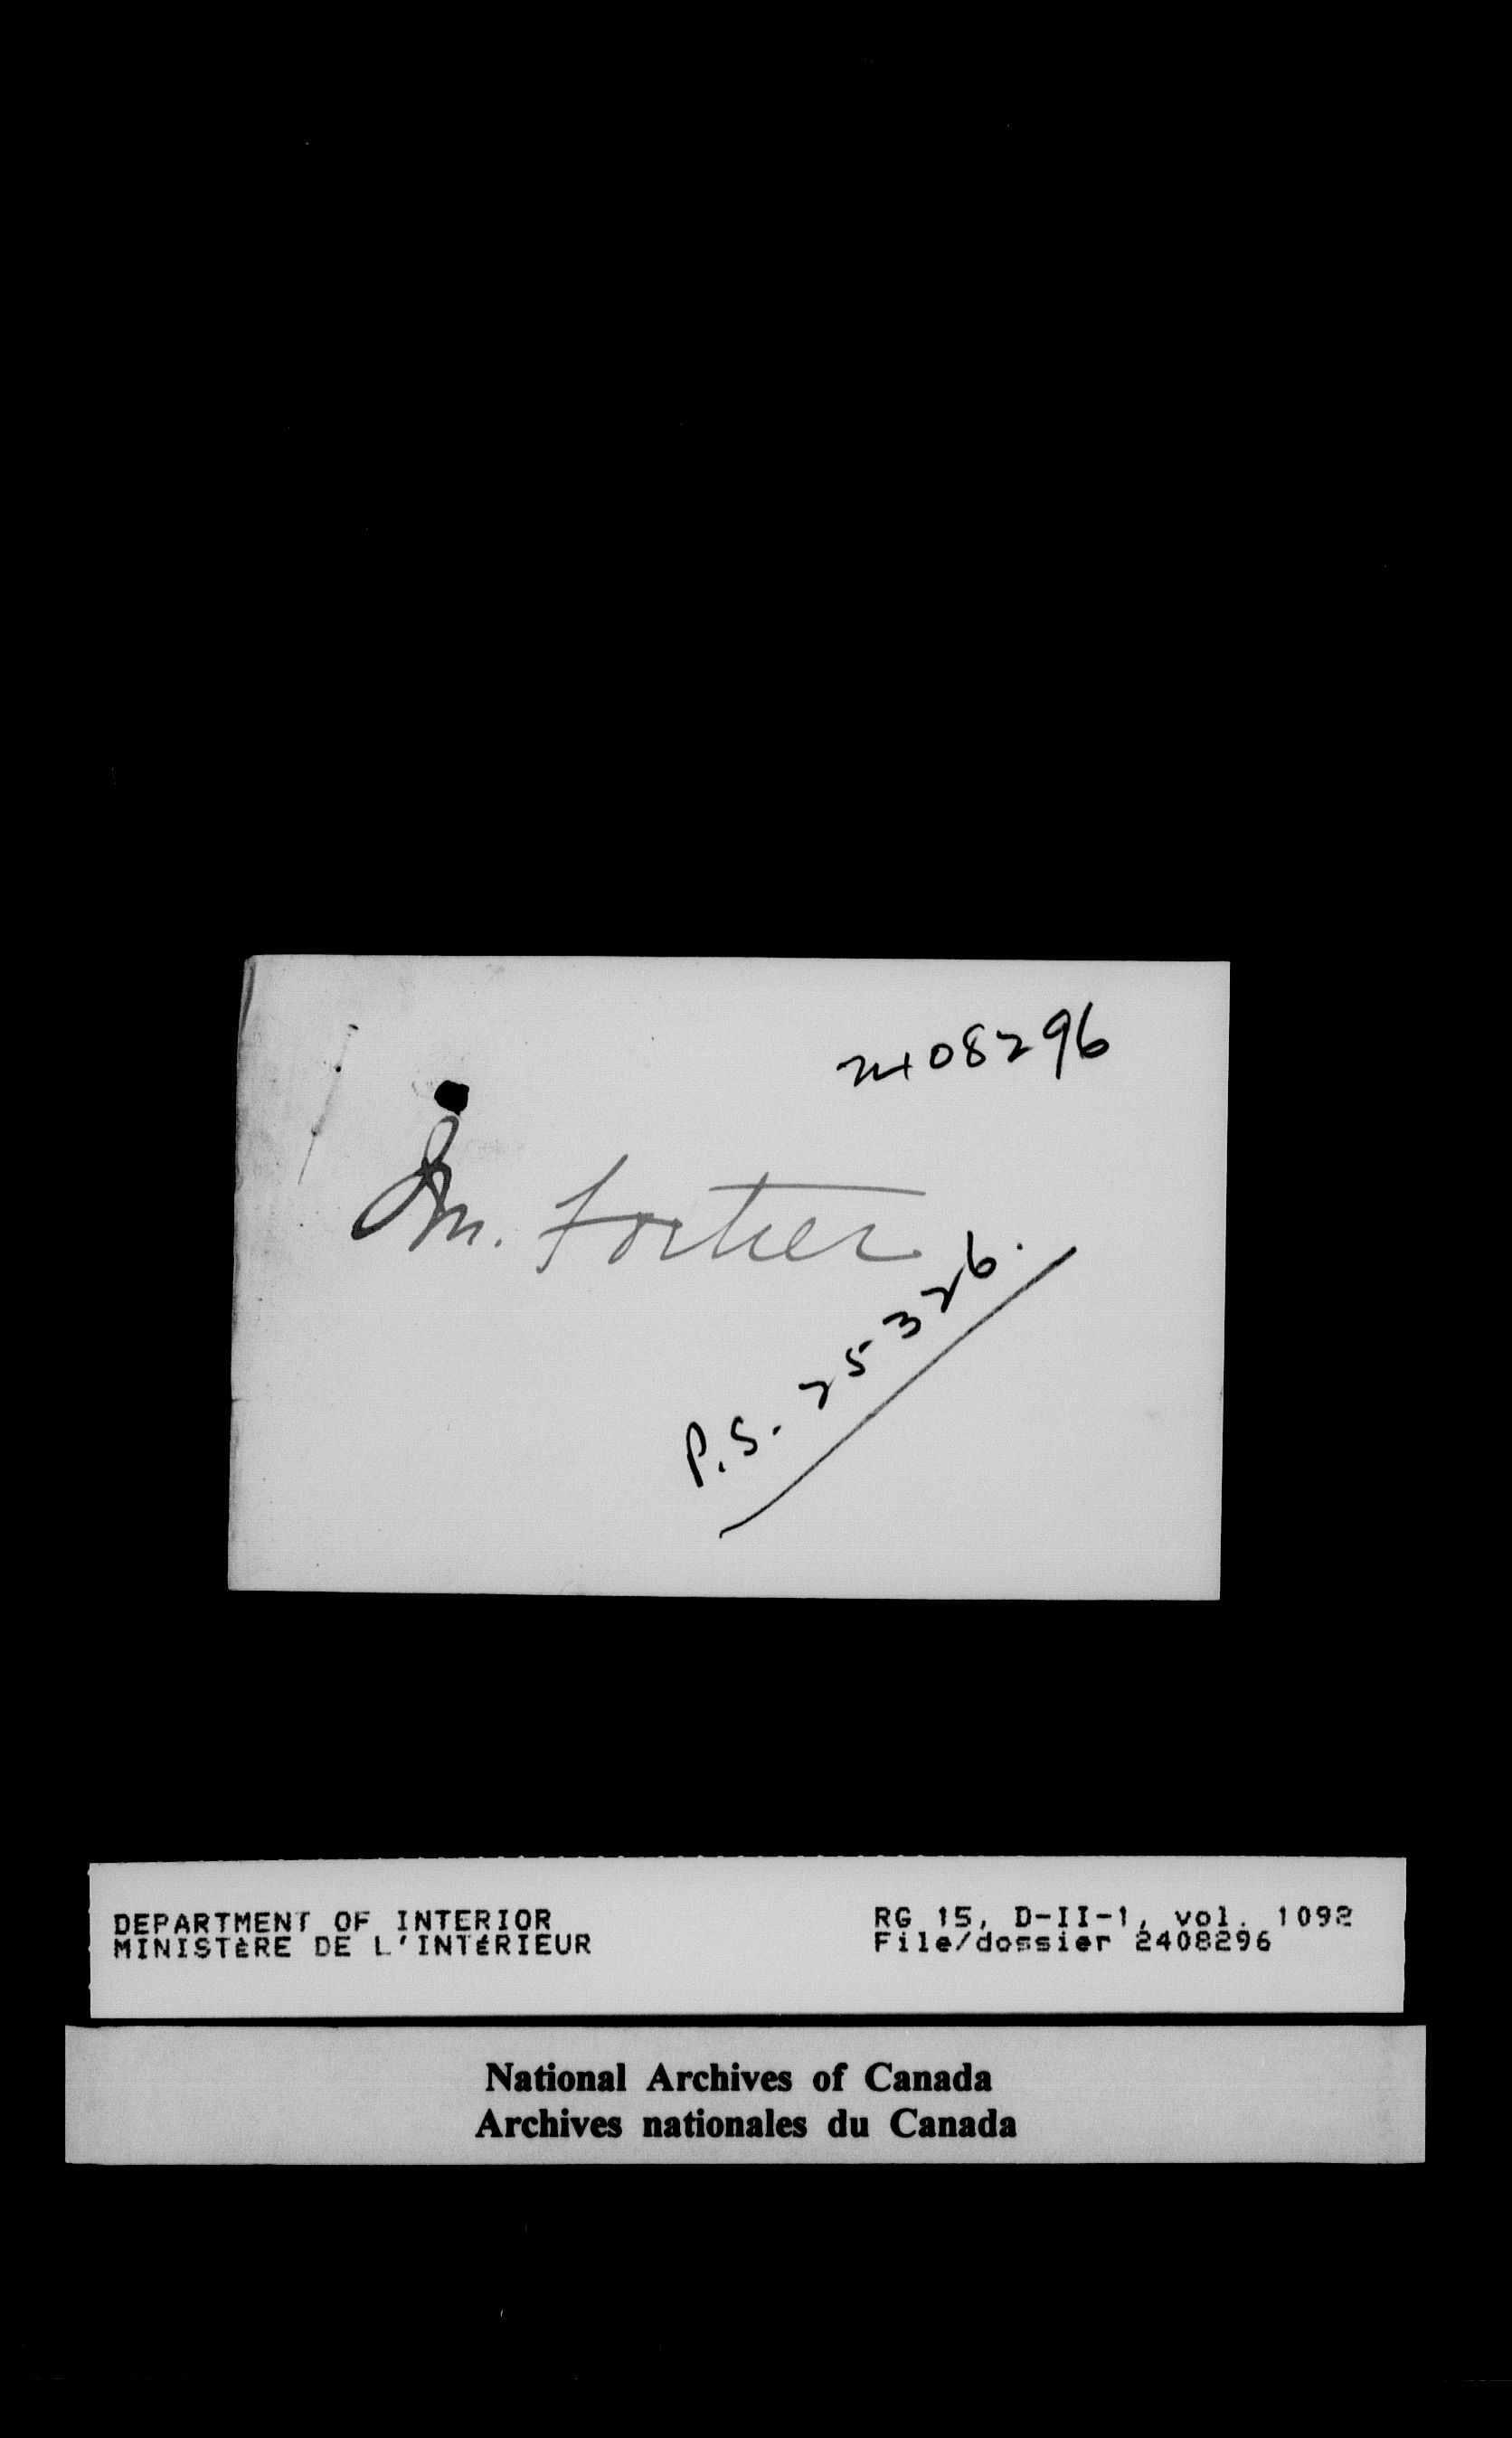 2408296
Fortier
P.S. 25326.
DEPARTMENT OF INTERIOR
MINISTÈRE DE L'INTÉRIEUR
RG 15, D-II-1, vol. 1092
File/dossier 2408296
National Archives of Canada
Archives nationales du Canada